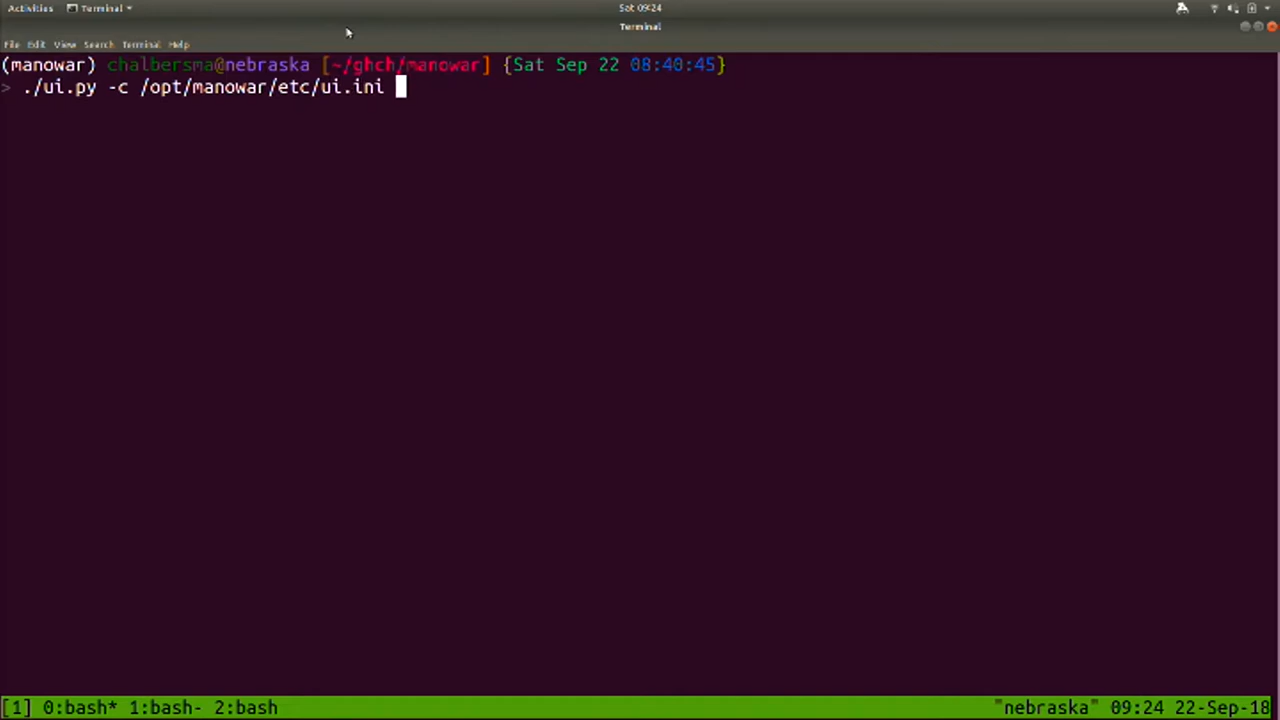 Activities Terminal Sat 09:24
Terminal
File Edit View Search Terminal Help
(manowar) chalbersma@nebraska [~/ghch/manowar] {Sat Sep 22 08:40:45}
> ./ui.py -c /opt/manowar/etc/ui.ini
[1] 0:bash* 1:bash- 2:bash "nebraska" 09:24 22-Sep-18